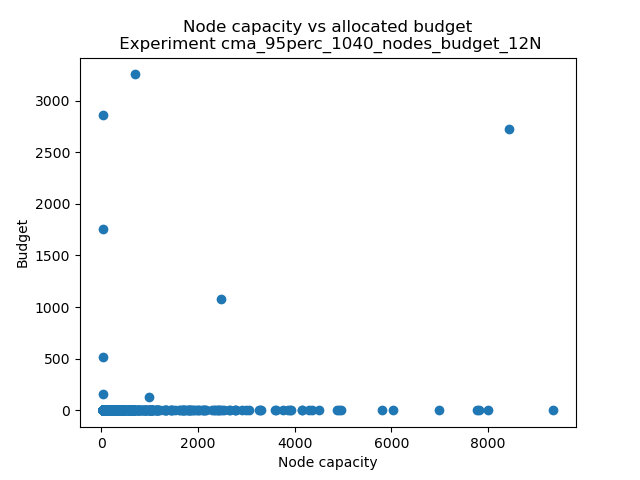 Node capacity vs allocated budget
Experiment cma_95perc_1040_nodes_budget_12N
3000
2500
2000
1500
1000
500
0
Budget
0 2000 4000 6000 8000
Node capacity